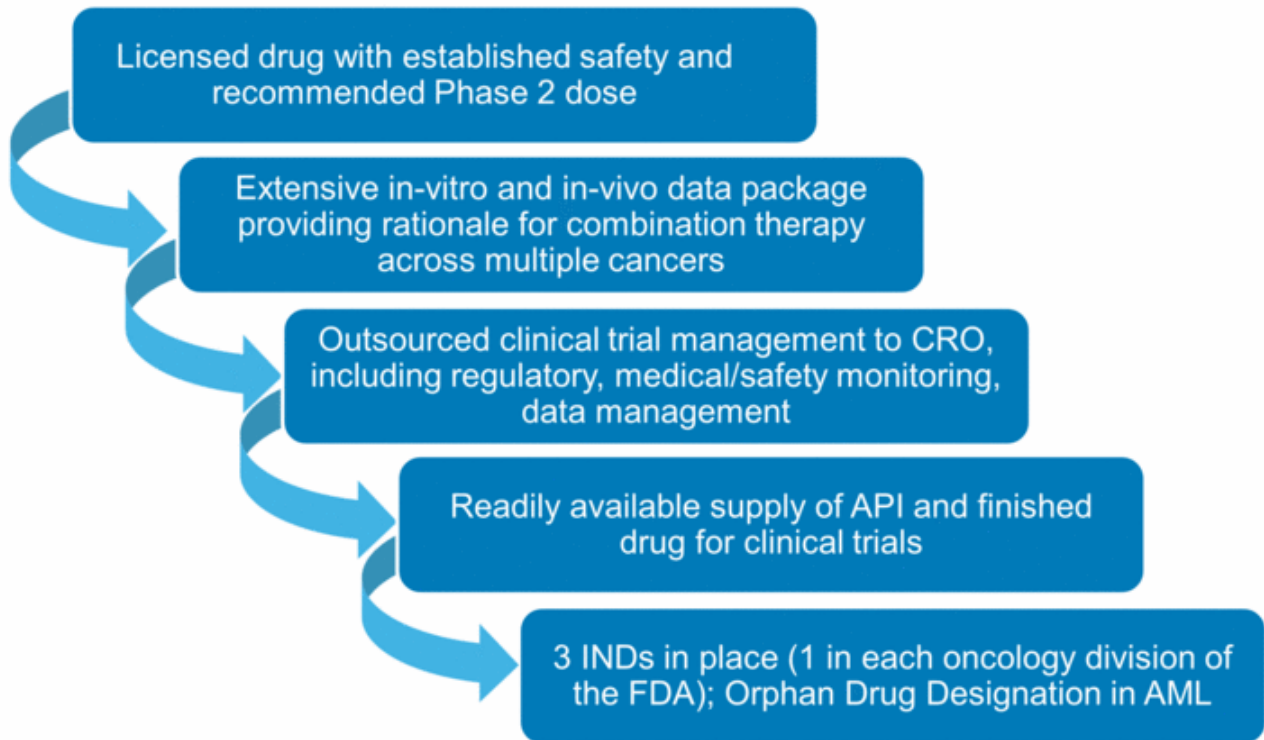 Licensed drug with established safety and
recommended Phase 2 dose
Extensive in-vitro and in-vivo data package
providing rationale for combination therapy
across multiple cancers
Outsourced clinical trial management to CRO,
including regulatory, medical/safety monitoring,
data management
Readily available supply of API and finished
drug for clinical trials
3 INDs in place (1 in each oncology division of
the FDA); Orphan Drug Designation in AML